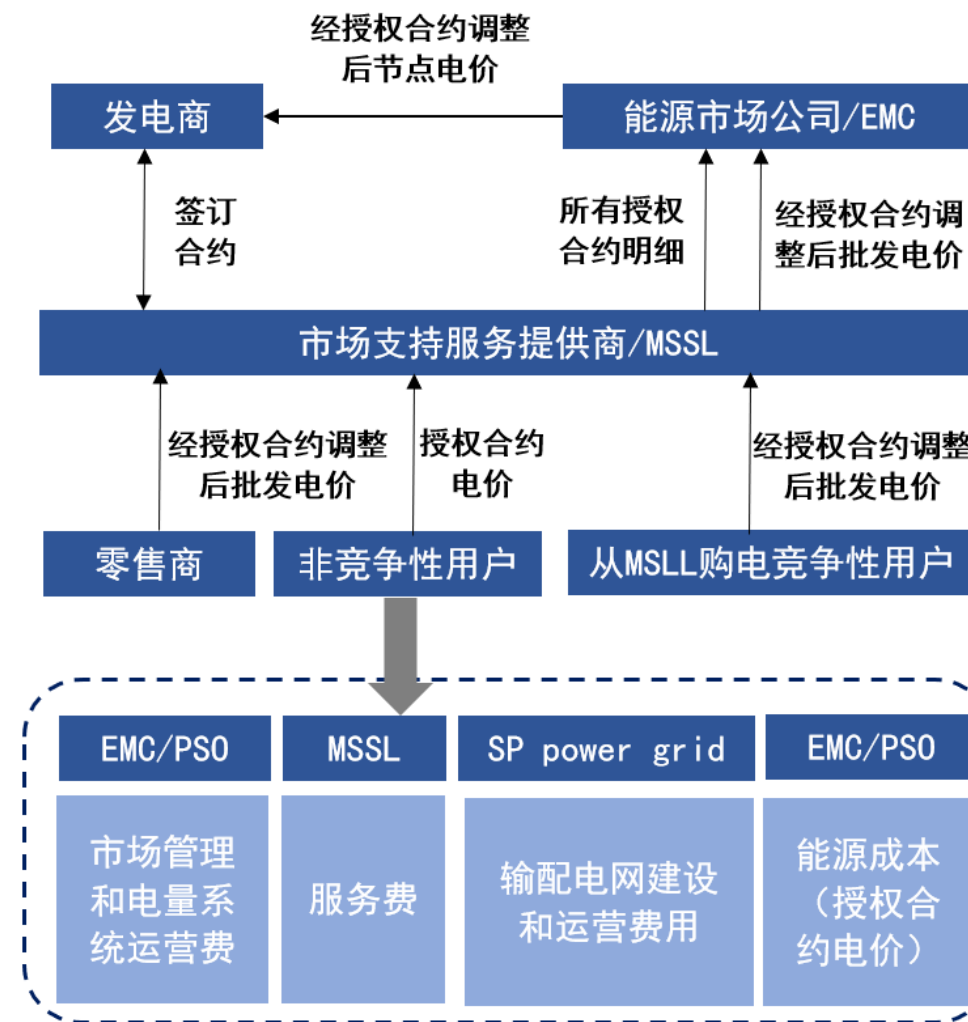 经授权合约调整
后节点电价
发电商
能源市场公司/EMC
签订
合约
所有授权
合约明细
经授权合约调
整后批发电价
市场支持服务提供商/MSSL
经授权合约调整
后批发电价
授权合约
电价
经授权合约调整
后批发电价
零售商
非竞争性用户
从MSLL购电竞争性用户
EMC/PSO
MSSL
SP power grid
EMC/PSO
市场管理
和电量系
统运营费
服务费
输配电网建设
和运营费用
能源成本
（授权合
约电价）